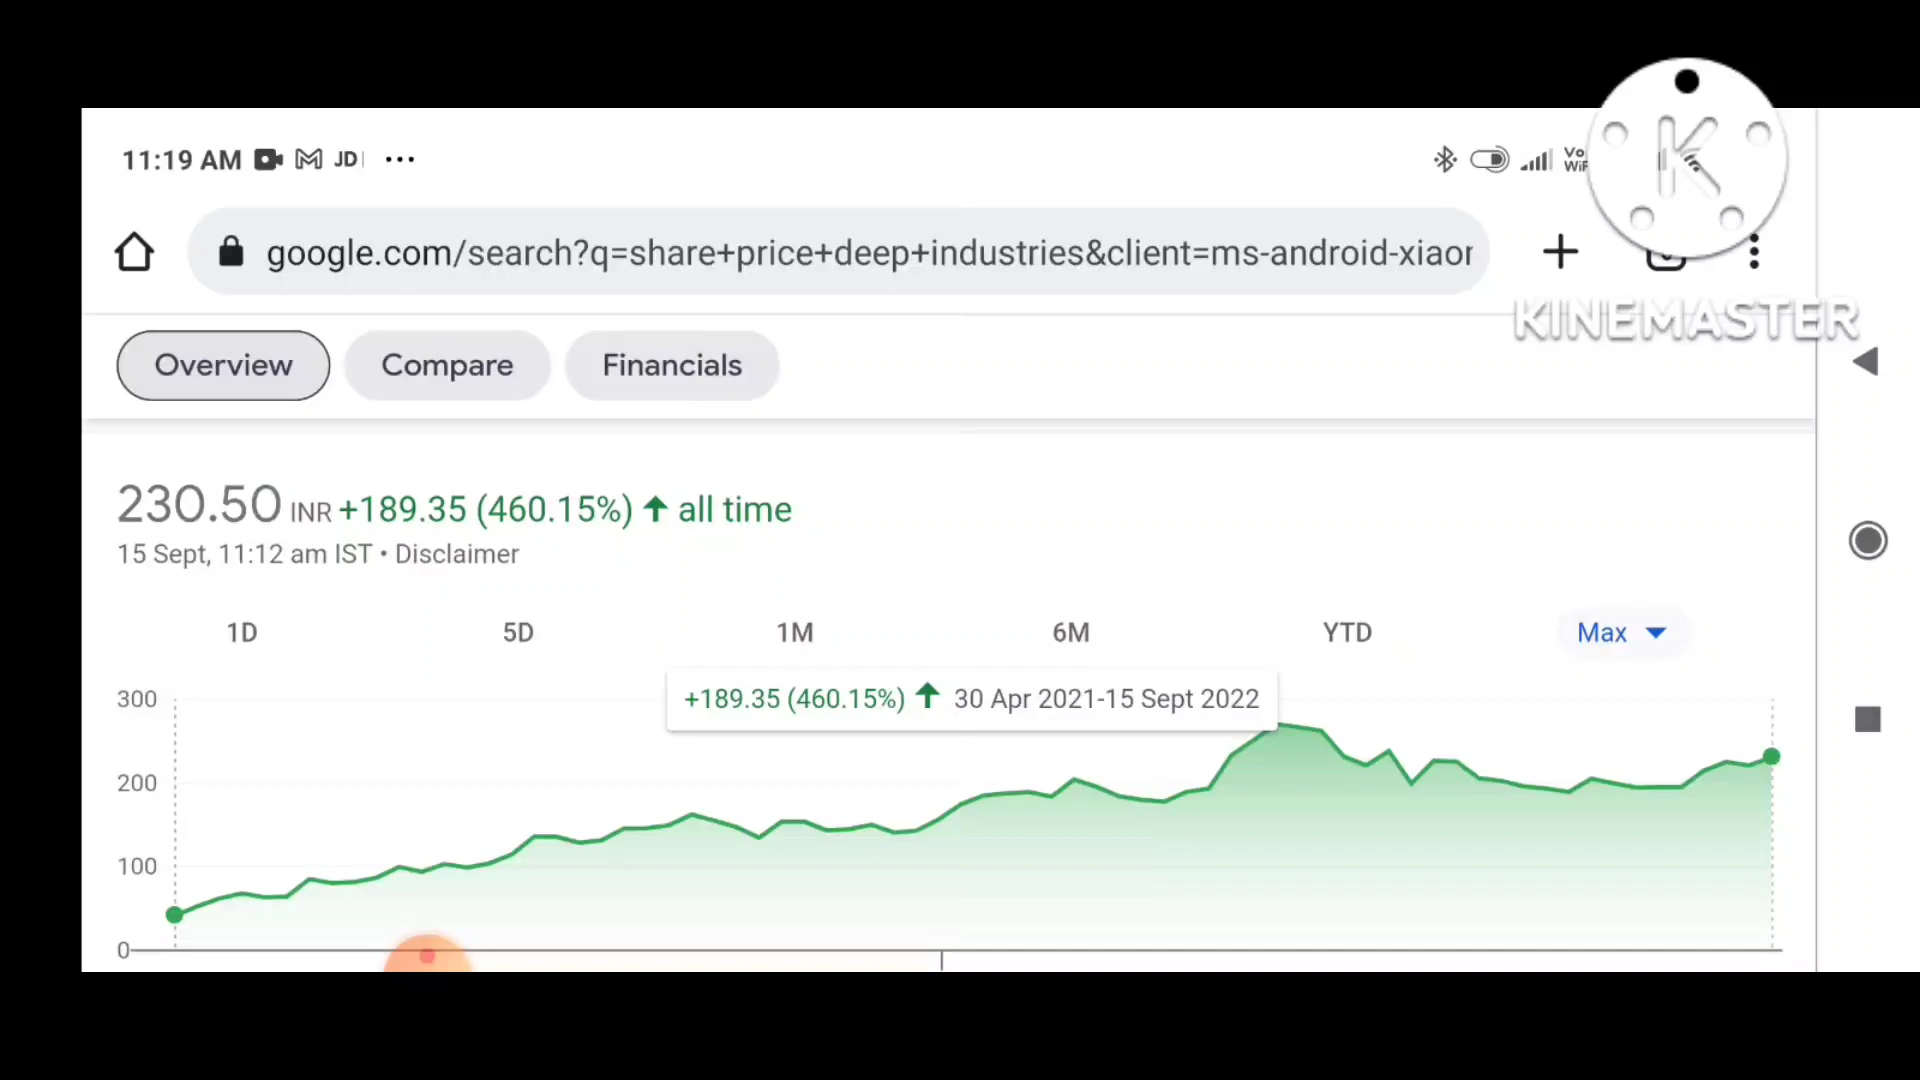 11:19 AM JD
Vo
WiF
google.com/search?q=share+price+deep+industries&client=ms-android-xiaor
K
KINEMASTER
Overview Compare Financials
230.50 INR +189.35 (460.15%) ↑ all time
15 Sept, 11:12 am IST • Disclaimer
1D 5D 1M 6M YTD Max
+189.35 (460.15%) ↑ 30 Apr 2021-15 Sept 2022
300
200
100
0